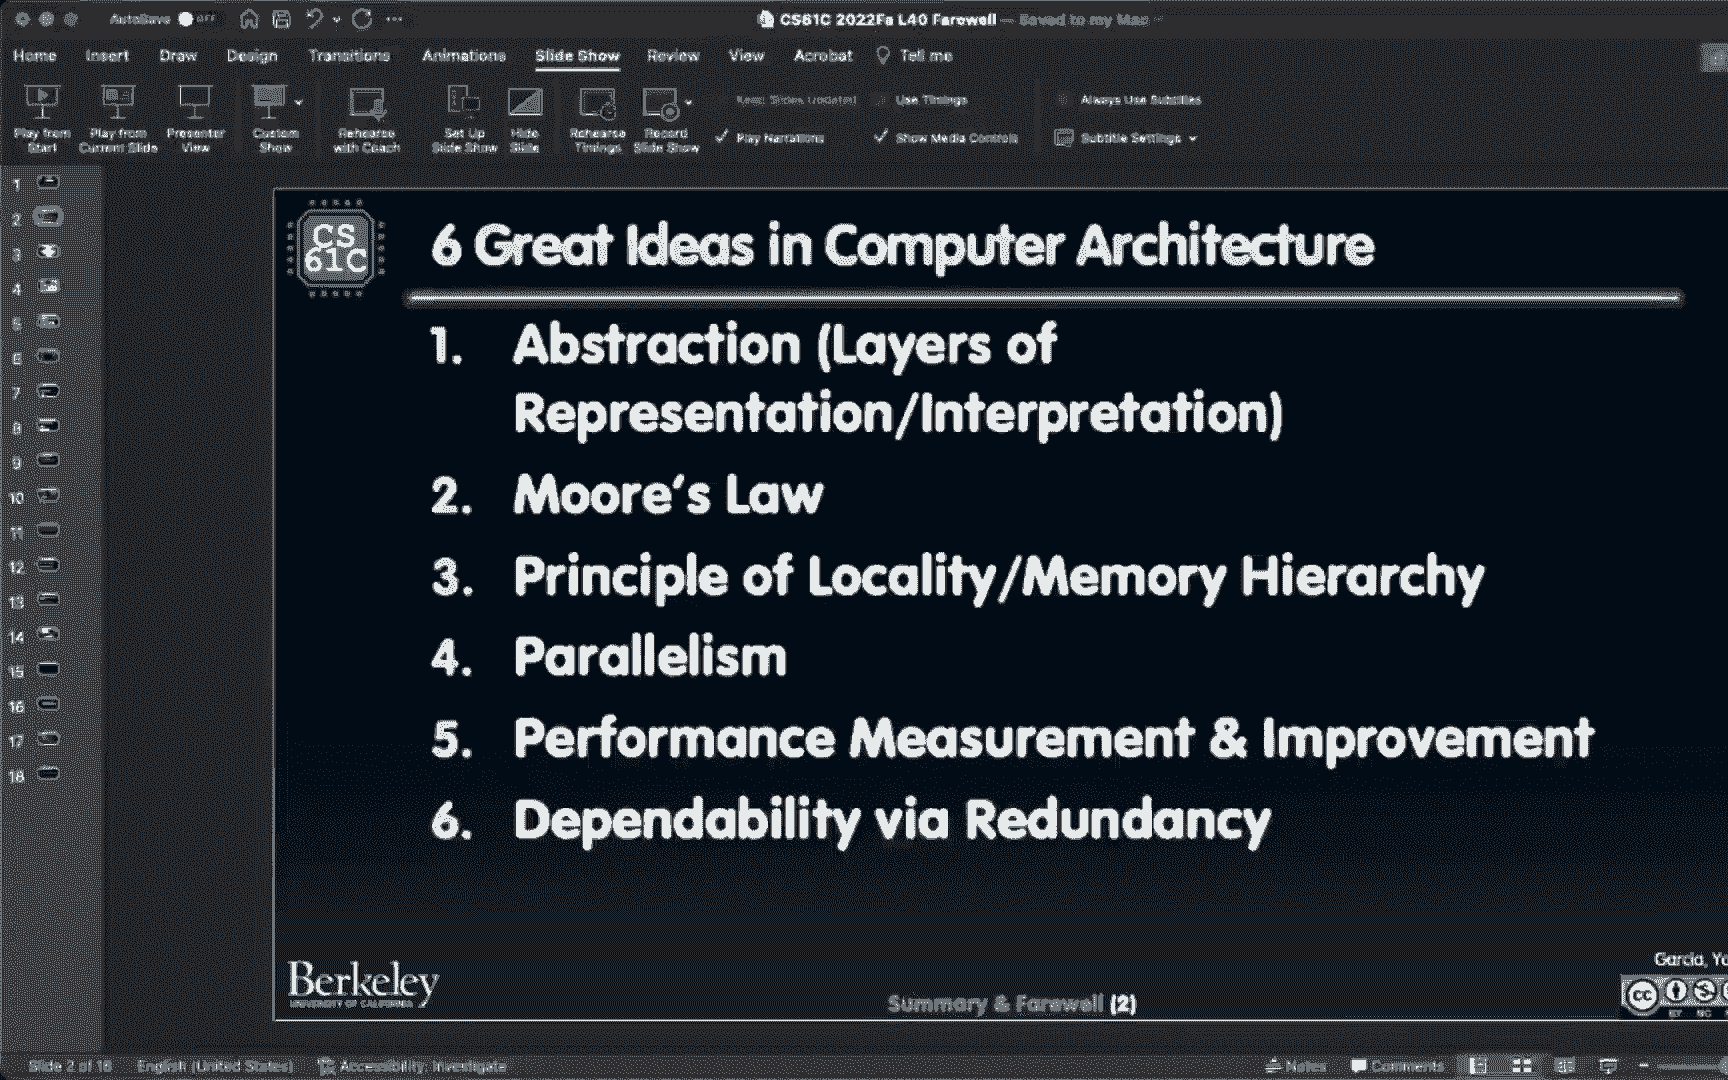 AutoSave OFF
CS61C 2022Fa L40 Farewell — Saved to my Mac
Home Insert Draw Design Transitions Animations Slide Show Review View Acrobat Tell me
Play from Start
Play from Current Slide
Presenter View
Custom Show
Rehearse with Coach
Set Up Slide Show
Hide Slide
Rehearse Timings
Record Slide Show
Keep Slides Updated
Use Timings
Always Use Subtitles
Play Narrations
Show Media Controls
Subtitle Settings
1
2
3
4
5
6
7
8
9
10
11
12
13
14
15
16
17
18
CS
61C
6 Great Ideas in Computer Architecture
1. Abstraction (Layers of
Representation/Interpretation)
2. Moore's Law
3. Principle of Locality/Memory Hierarchy
4. Parallelism
5. Performance Measurement & Improvement
6. Dependability via Redundancy
Berkeley
UNIVERSITY OF CALIFORNIA
Summary & Farewell (2)
Garcia,
cc
BY NC
Slide 2 of 18 English (United States) Accessibility: Investigate
Notes Comments